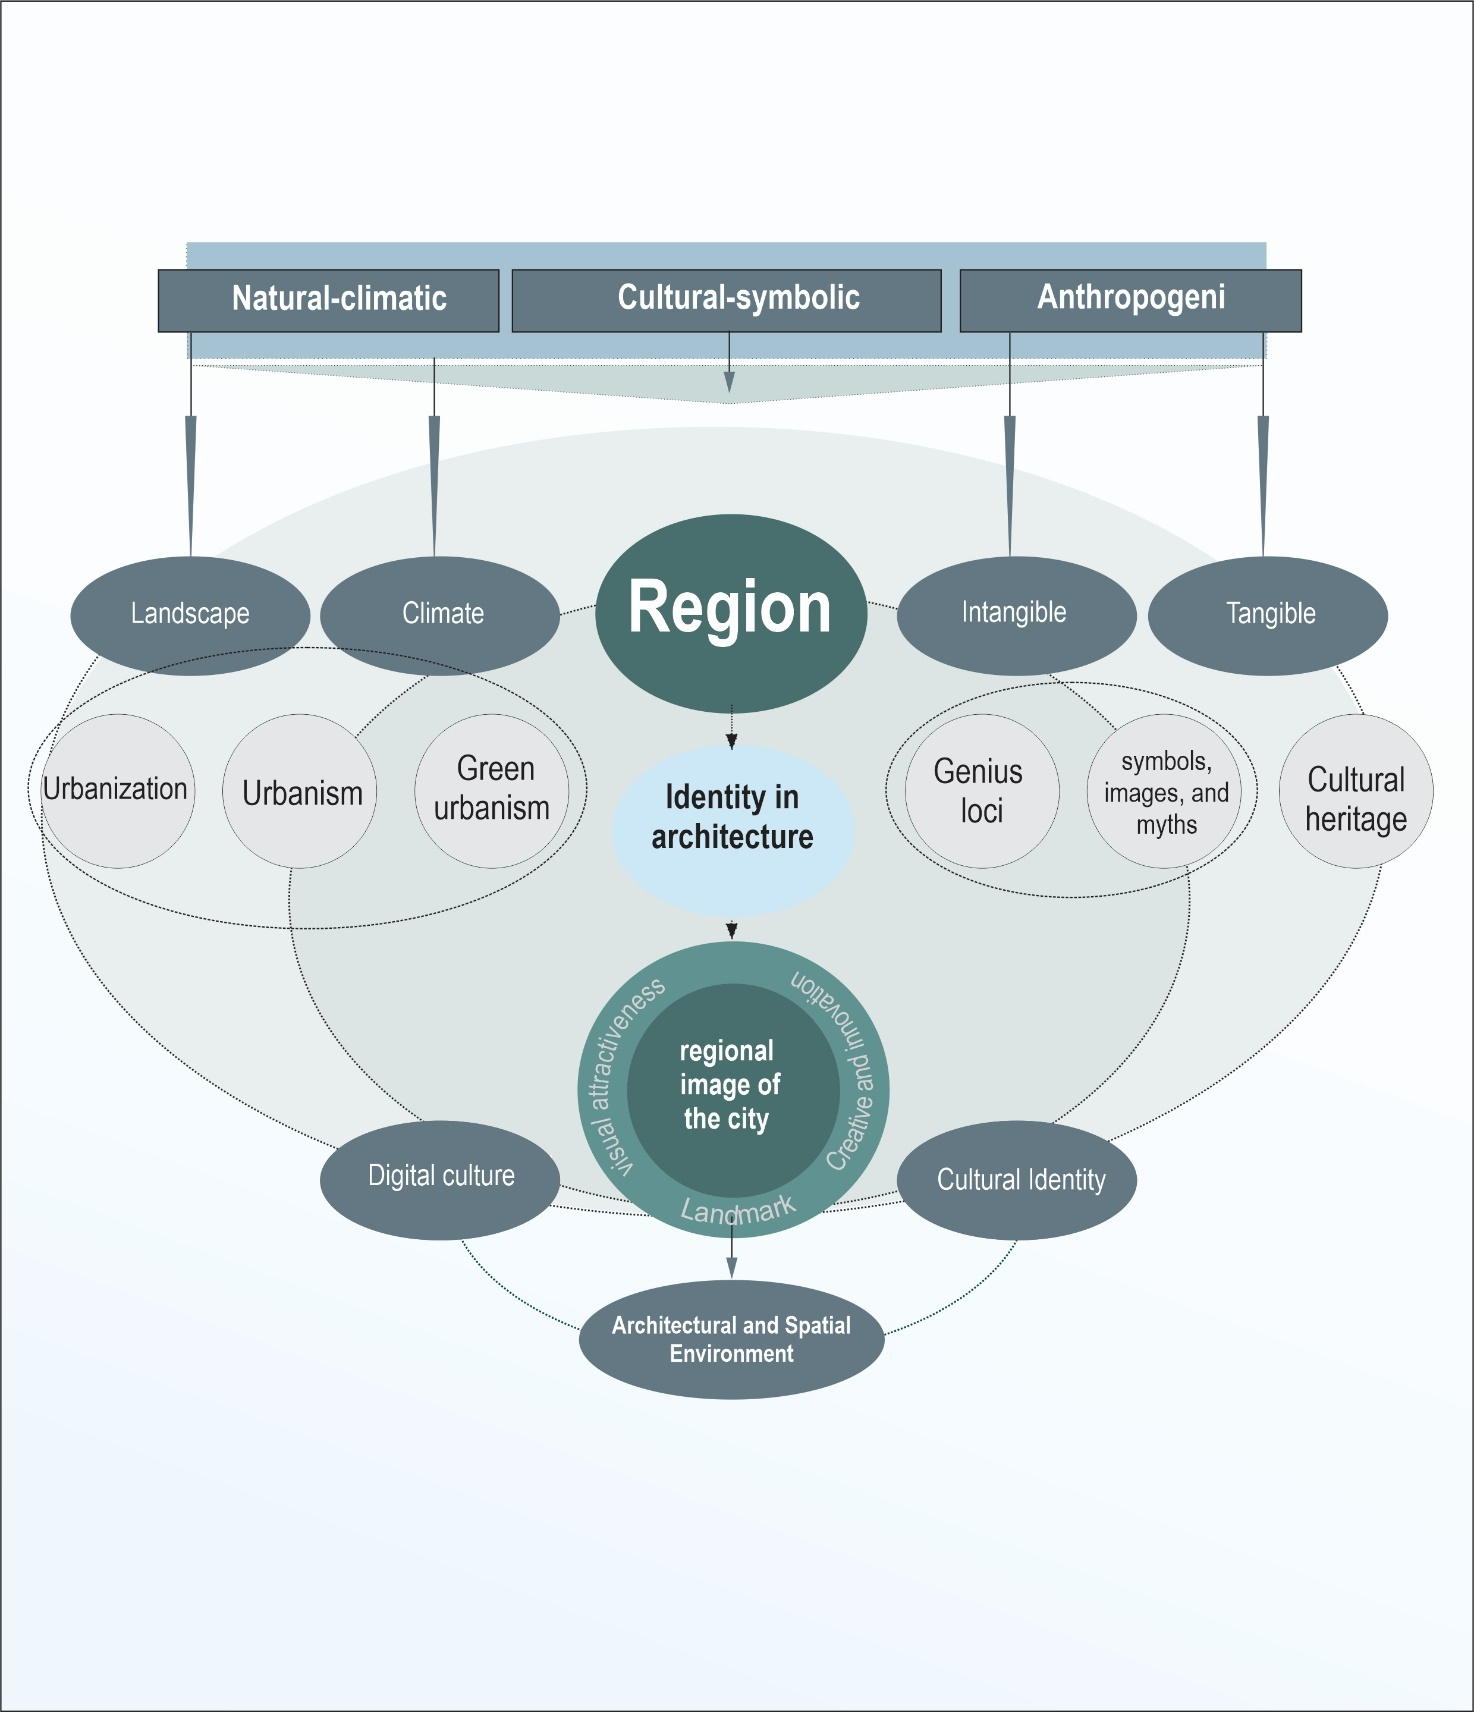 Natural-climatic
Cultural-symbolic
Anthropogeni
Region
Landscape
Climate
Intangible
Tangible
Urbanization
Urbanism
Green
urbanism
Identity in
architecture
Genius
loci
symbols,
images, and
myths
Cultural
heritage
visual attractiveness
Creative and innovation
Landmark
regional
image of
the city
Digital culture
Cultural Identity
Architectural and Spatial
Environment